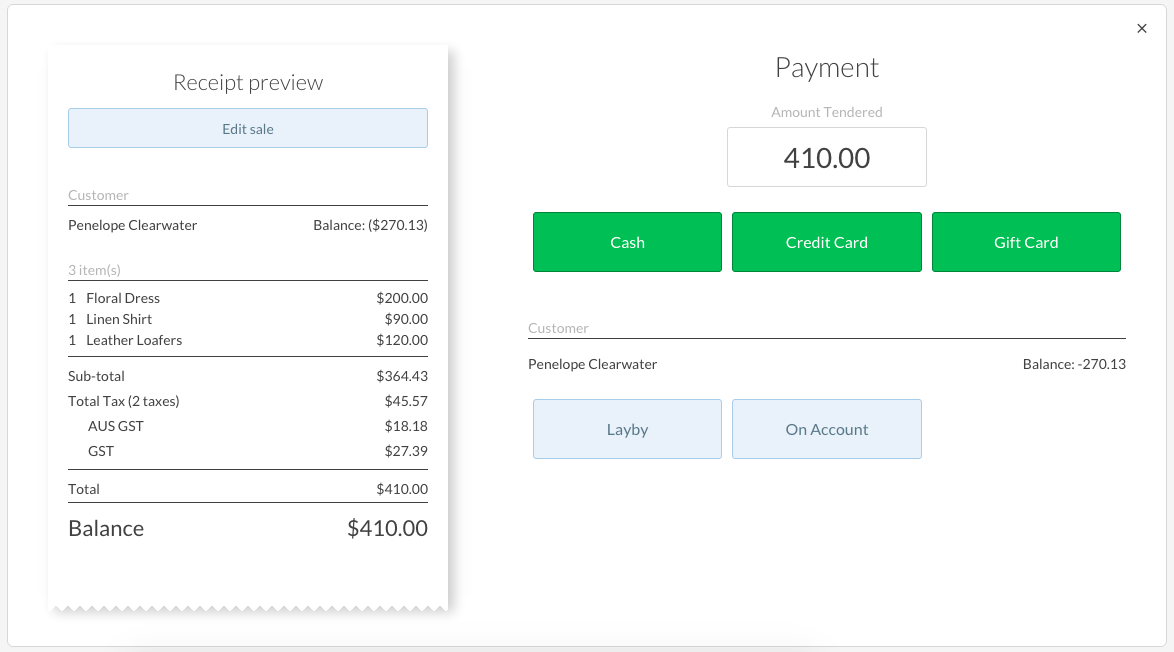 ×
Receipt preview
Edit sale
Customer
Penelope Clearwater Balance: ($270.13)
3 item(s)
1 Floral Dress $200.00
1 Linen Shirt $90.00
1 Leather Loafers $120.00
Sub-total $364.43
Total Tax (2 taxes) $45.57
AUS GST $18.18
GST $27.39
Total $410.00
Balance $410.00
Payment
Amount Tendered
410.00
Cash Credit Card Gift Card
Customer
Penelope Clearwater Balance: -270.13
Layby On Account